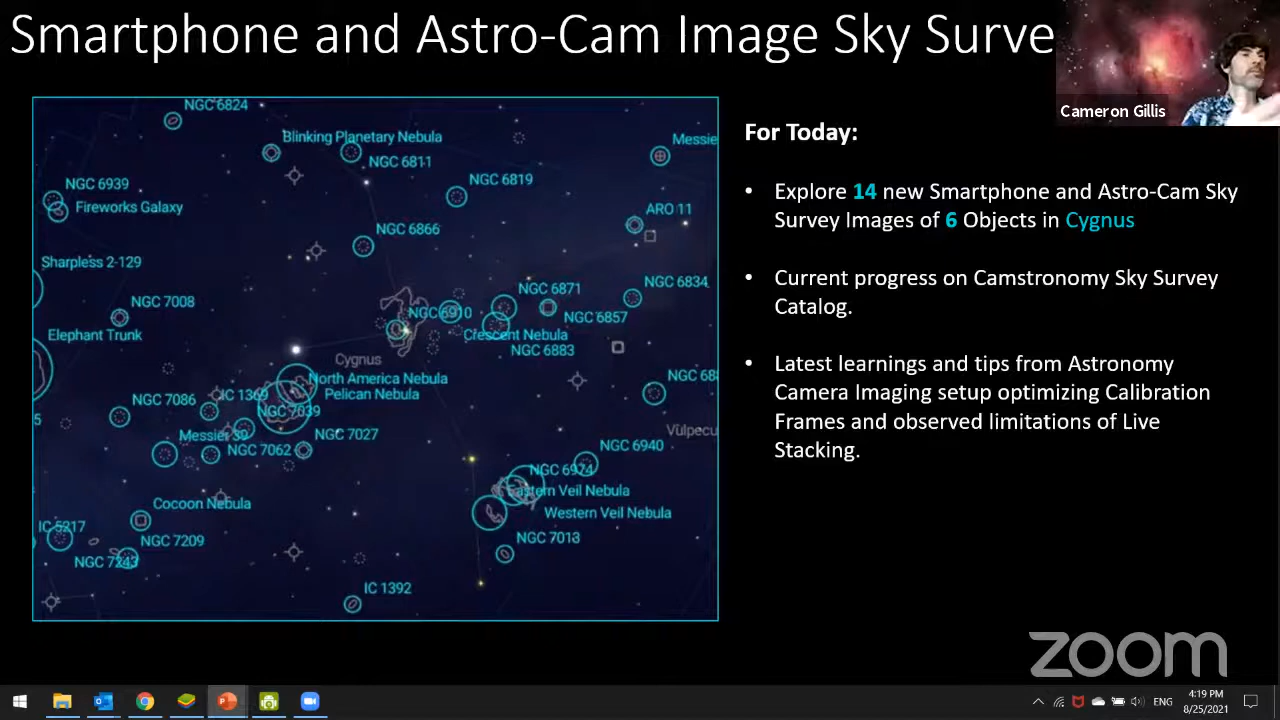 Smartphone and Astro-Cam Image Sky Surve
Cameron Gillis
NGC 6824
Blinking Planetary Nebula
NGC 6811
Messie
NGC 6939
Fireworks Galaxy
NGC 6819
ARO 11
NGC 6866
Sharpless 2-129
NGC 7008
NGC 6871
NGC 6834
NGC 6910
NGC 6857
Elephant Trunk
Crescent Nebula
NGC 6883
Cygnus
North America Nebula
NGC 68
Pelican Nebula
NGC 7086
IC 1369
NGC 7039
Vulpecu
Messier 39
NGC 7027
NGC 7062
NGC 6940
NGC 6974
Eastern Veil Nebula
Cocoon Nebula
Western Veil Nebula
IC 5217
NGC 7209
NGC 7013
NGC 7243
IC 1392
For Today:
• Explore 14 new Smartphone and Astro-Cam Sky
Survey Images of 6 Objects in Cygnus
• Current progress on Camstronomy Sky Survey
Catalog.
• Latest learnings and tips from Astronomy
Camera Imaging setup optimizing Calibration
Frames and observed limitations of Live
Stacking.
zoom
ENG
4:19 PM
8/25/2021